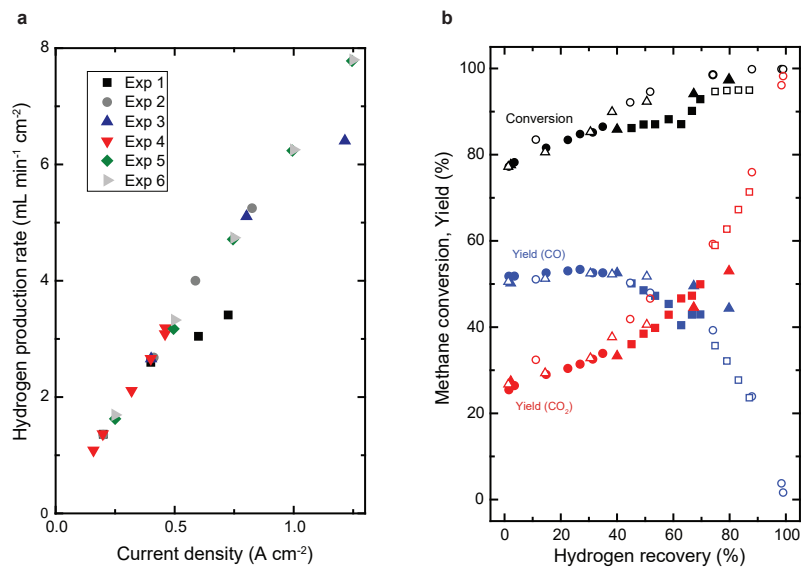 a
Hydrogen production rate (mL min⁻¹ cm⁻²)
8
6
4
2
0
Exp 1
Exp 2
Exp 3
Exp 4
Exp 5
Exp 6
0.0 0.5 1.0
Current density (A cm⁻²)
b
Methane conversion, Yield (%)
100
80
60
40
20
0
Conversion
Yield (CO)
Yield (CO₂)
0 20 40 60 80 100
Hydrogen recovery (%)